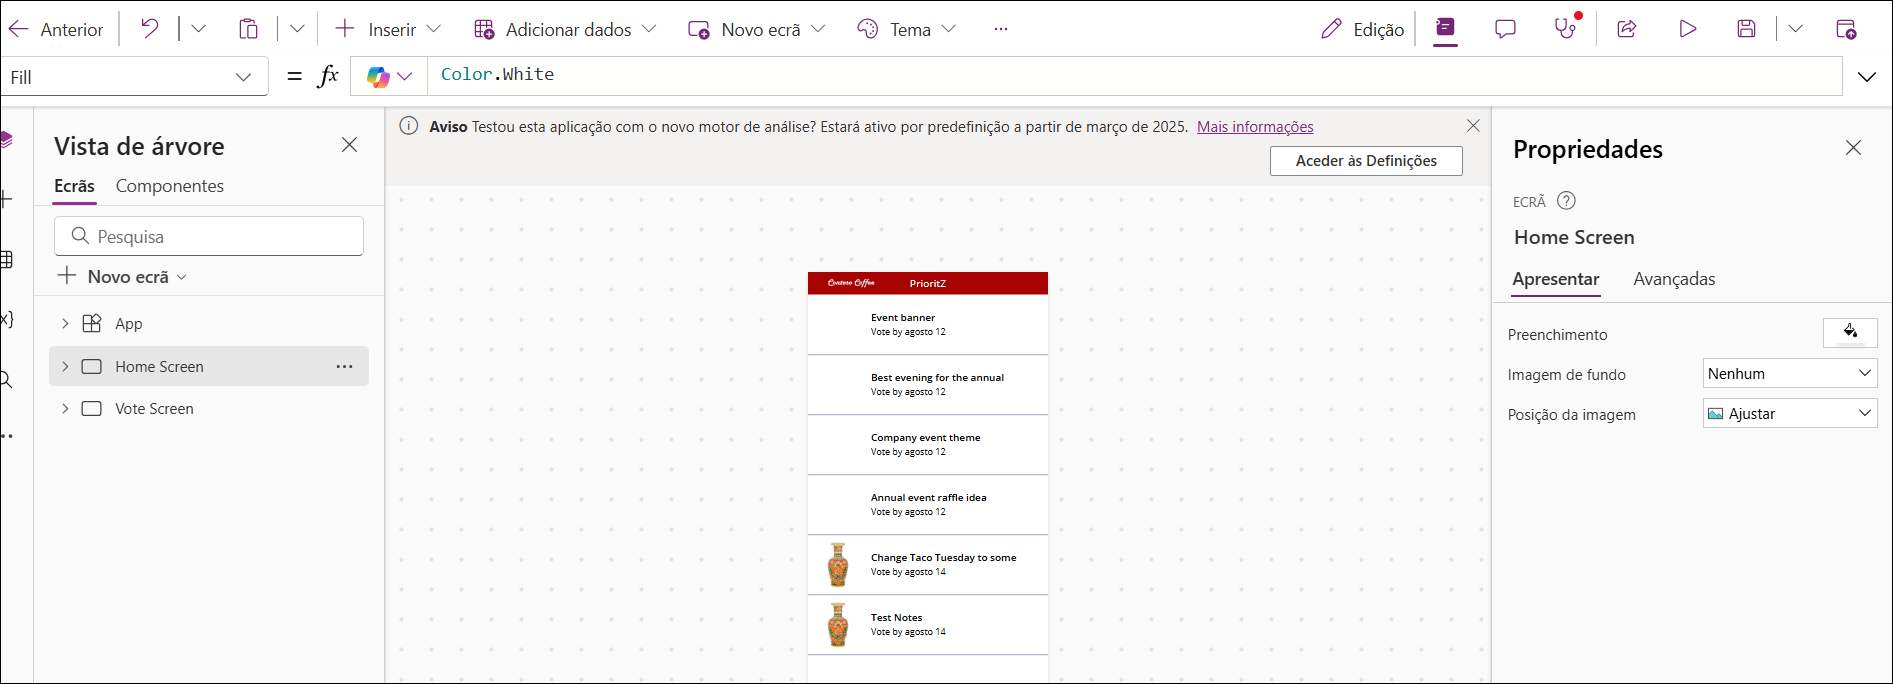 Anterior
Inserir
Adicionar dados
Novo ecrã
Tema
Edição
Fill
= fx
Color.White
Vista de árvore
Ecrãs
Componentes
Pesquisa
Novo ecrã
App
Home Screen
Vote Screen
Aviso Testou esta aplicação com o novo motor de análise? Estará ativo por predefinição a partir de março de 2025. Mais informações
Aceder às Definições
Contoso Coffee
PrioritZ
Event banner
Vote by agosto 12
Best evening for the annual
Vote by agosto 12
Company event theme
Vote by agosto 12
Annual event raffle idea
Vote by agosto 12
Change Taco Tuesday to some
Vote by agosto 14
Test Notes
Vote by agosto 14
Propriedades
ECRÃ
Home Screen
Apresentar
Avançadas
Preenchimento
Imagem de fundo
Nenhum
Posição da imagem
Ajustar